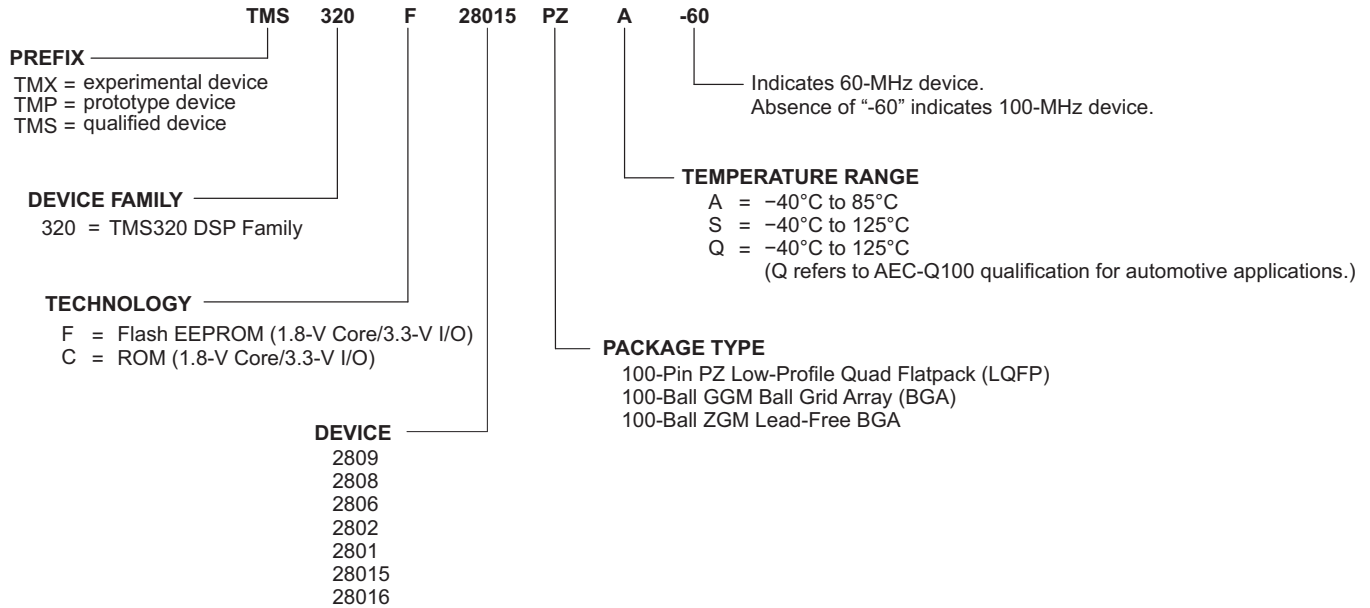 TMS 320 F 28015 PZ A -60
PREFIX
TMX = experimental device
TMP = prototype device
TMS = qualified device
Indicates 60-MHz device.
Absence of “-60” indicates 100-MHz device.
DEVICE FAMILY
320 = TMS320 DSP Family
TEMPERATURE RANGE
A = −40°C to 85°C
S = −40°C to 125°C
Q = −40°C to 125°C
(Q refers to AEC-Q100 qualification for automotive applications.)
TECHNOLOGY
F = Flash EEPROM (1.8-V Core/3.3-V I/O)
C = ROM (1.8-V Core/3.3-V I/O)
PACKAGE TYPE
100-Pin PZ Low-Profile Quad Flatpack (LQFP)
100-Ball GGM Ball Grid Array (BGA)
100-Ball ZGM Lead-Free BGA
DEVICE
2809
2808
2806
2802
2801
28015
28016